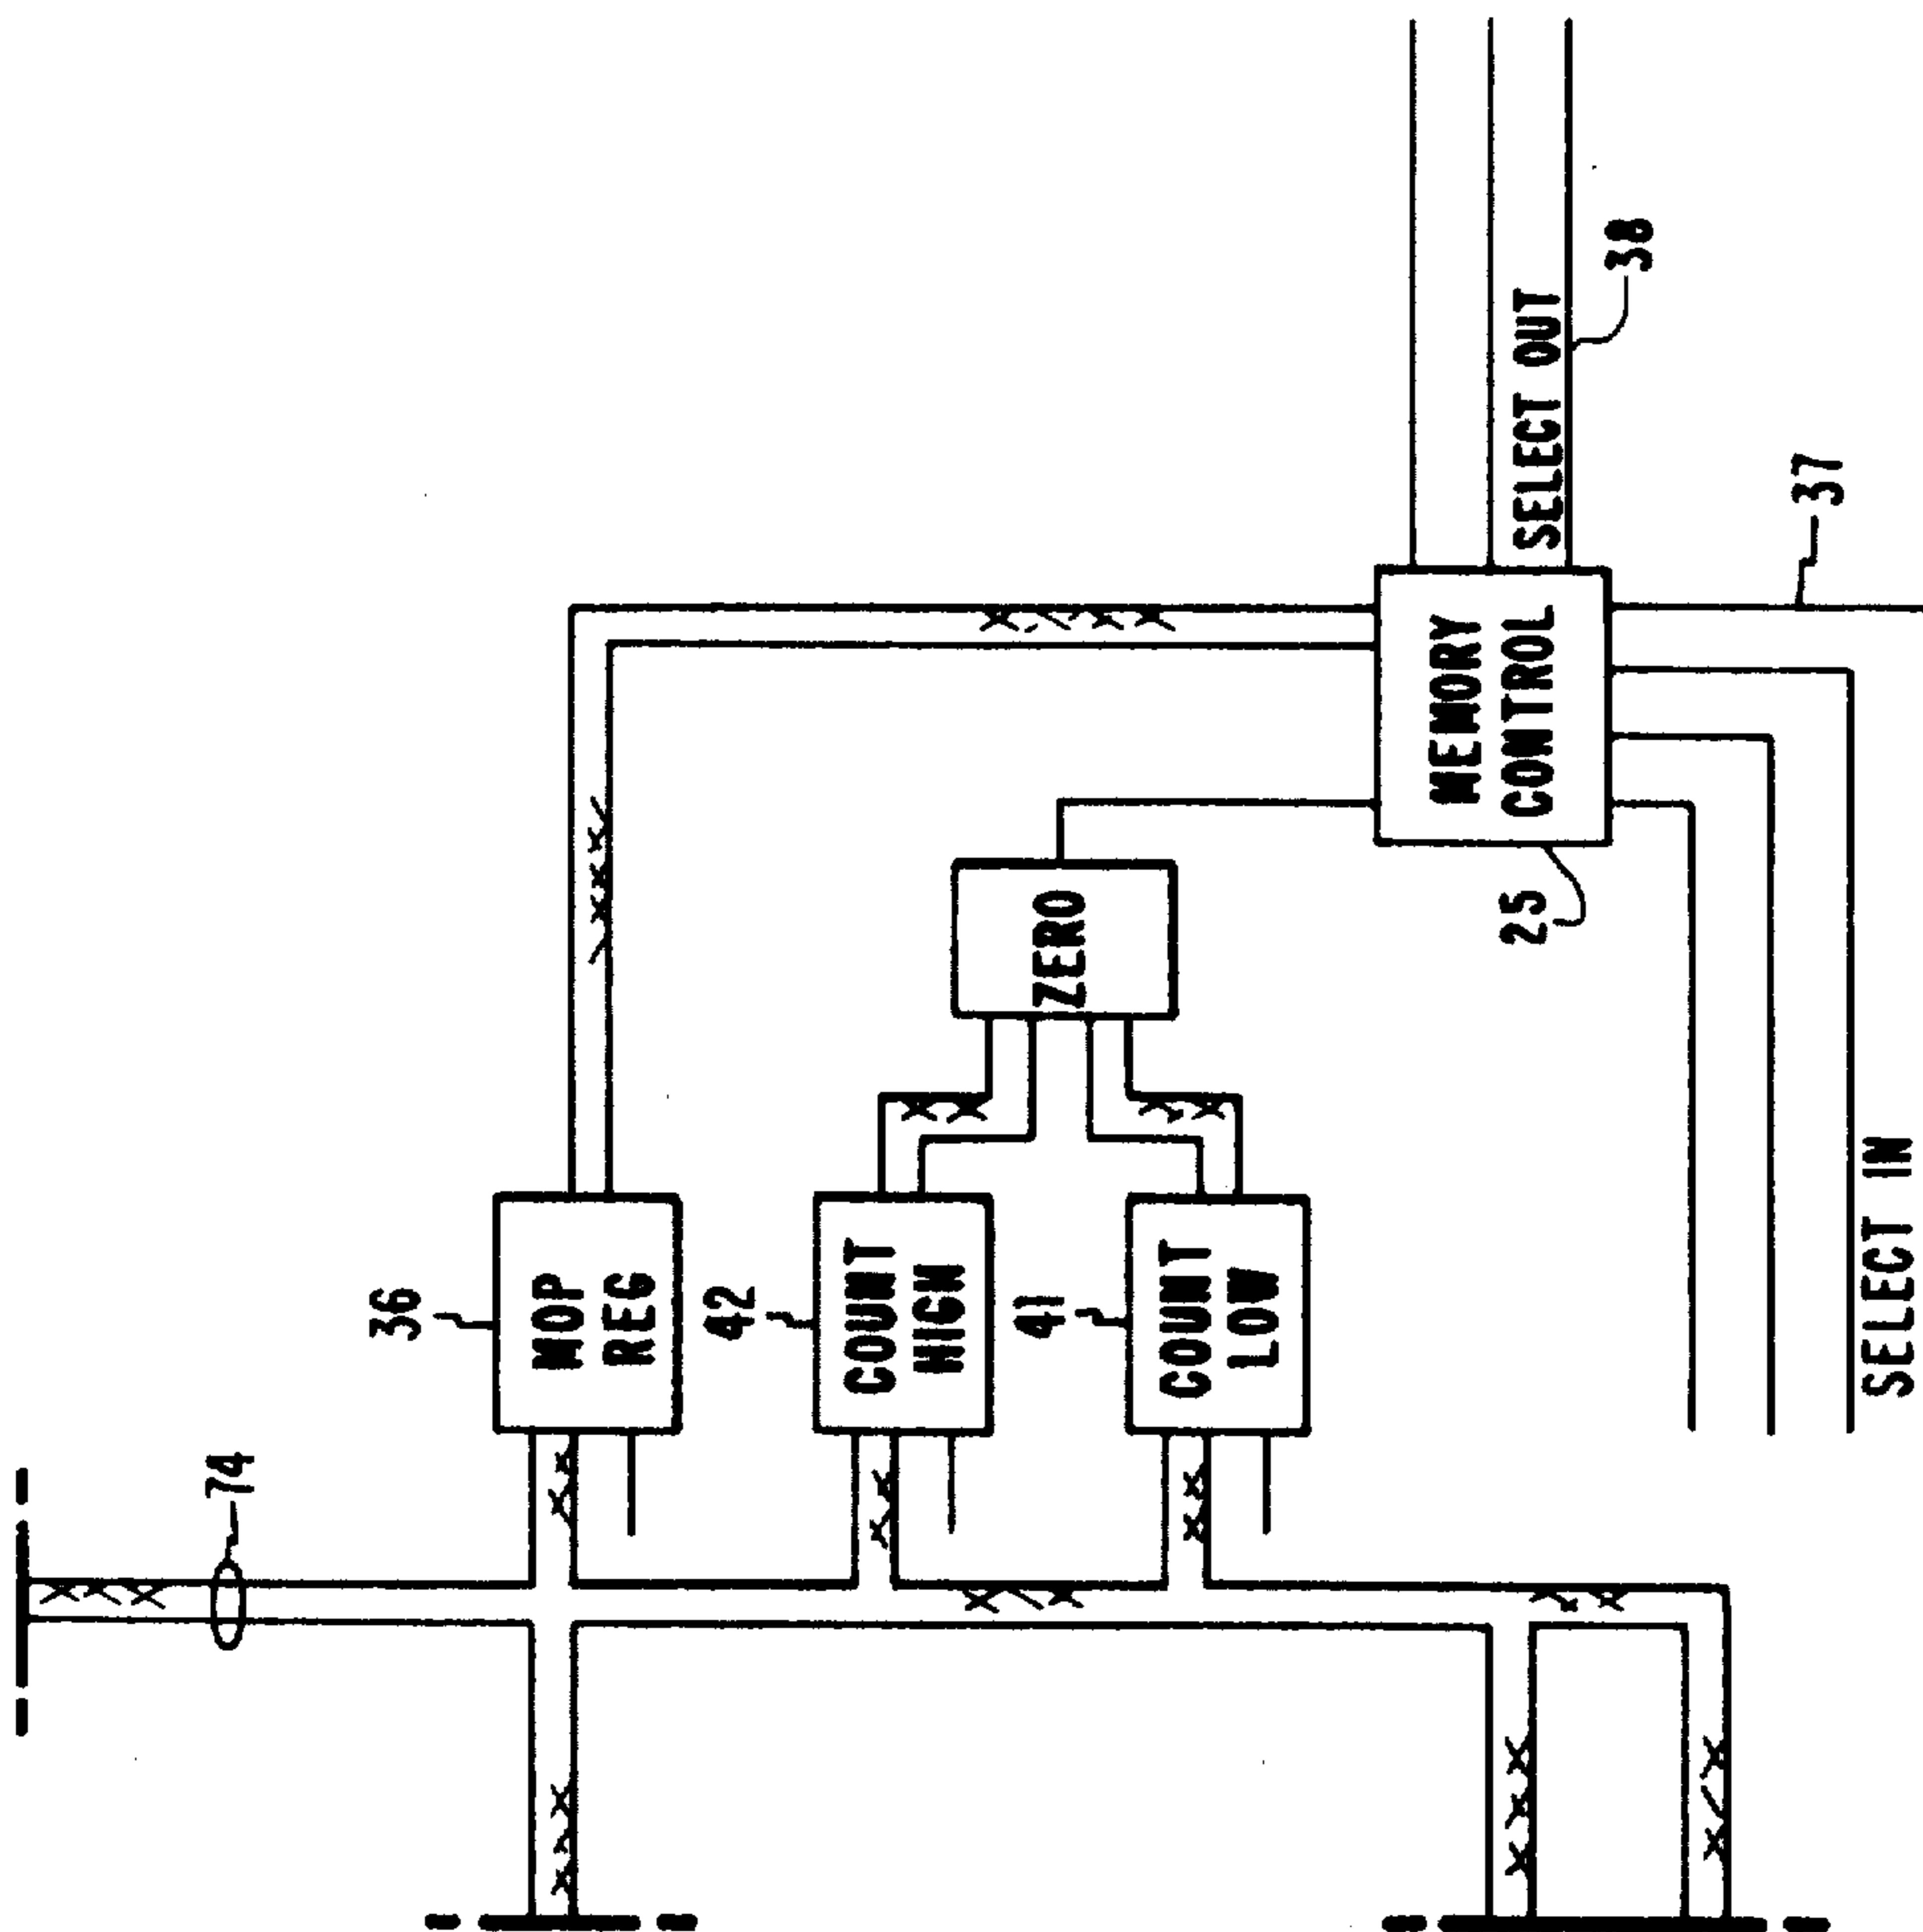 74
36
MOP
REG
42
COUNT
HIGH
41
COUNT
LOW
ZERO
25
MEMORY
CONTROL
SELECT OUT
38
37
SELECT IN